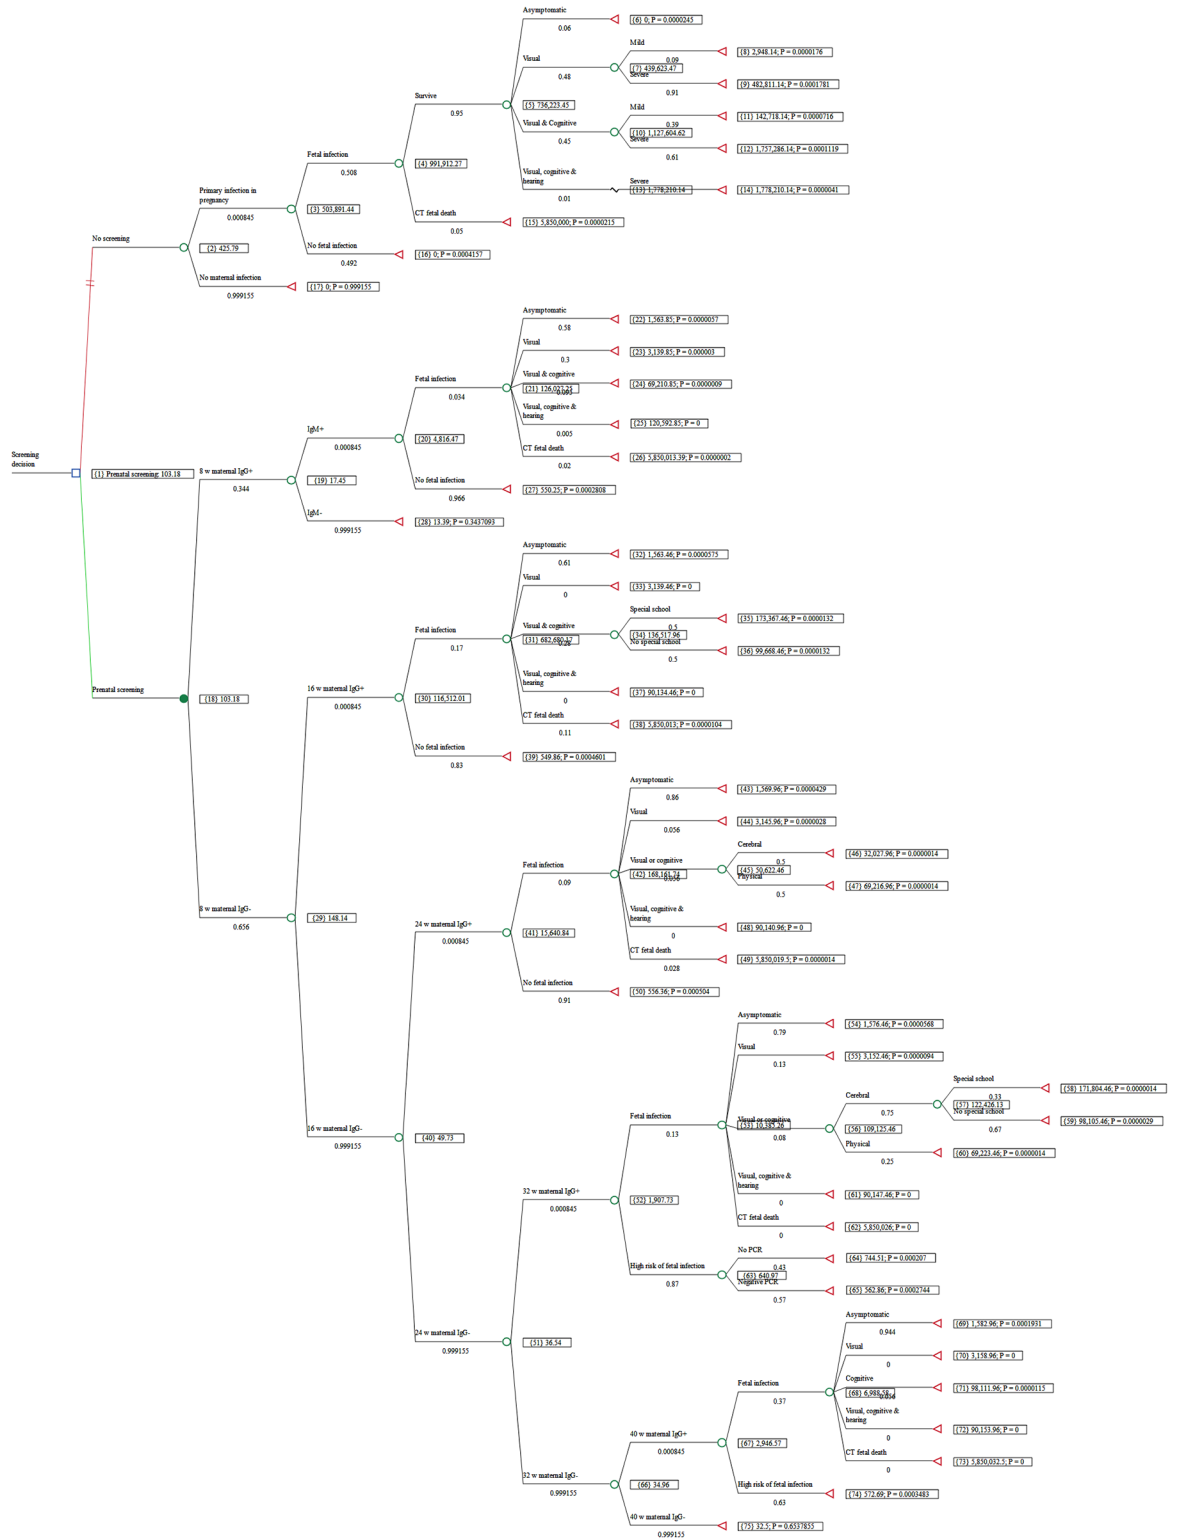 Asymptomatic
0.06
{6} 0; P = 0.0000245
Mild
0.09
{8} 2,948.14; P = 0.0000176
Visual
0.48
{7} 439,623.47
Severe
0.91
{9} 482,811.14; P = 0.0001781
Survive
0.95
{5} 736,223.45
Mild
0.39
{11} 142,718.14; P = 0.0000716
Visual & Cognitive
0.45
{10} 1,127,604.62
Severe
0.61
{12} 1,757,286.14; P = 0.0001119
Fetal infection
0.508
{4} 991,912.27
Visual, cognitive &
hearing
0.01
Severe
{13} 1,778,210.14
{14} 1,778,210.14; P = 0.0000041
Primary infection in
pregnancy
0.000845
{3} 503,891.44
CT fetal death
0.05
{15} 5,850,000; P = 0.0000215
No screening
{2} 425.79
No fetal infection
0.492
{16} 0; P = 0.0004157
No maternal infection
0.999155
{17} 0; P = 0.999155
Asymptomatic
0.58
{22} 1,563.85; P = 0.0000057
Visual
0.3
{23} 3,139.85; P = 0.000003
Fetal infection
0.034
Visual & cognitive
{21} 126,027.25
0.095
{24} 69,210.85; P = 0.0000009
Visual, cognitive &
hearing
0.005
{25} 120,592.85; P = 0
IgM+
0.000845
{20} 4,816.47
CT fetal death
0.02
{26} 5,850,013.39; P = 0.0000002
Screening
decision
{1} Prenatal screening; 103.18
8 w maternal IgG+
0.344
{19} 17.45
No fetal infection
0.966
{27} 550.25; P = 0.0002808
IgM-
0.999155
{28} 13.39; P = 0.3437093
Asymptomatic
0.61
{32} 1,563.46; P = 0.0000575
Visual
0
{33} 3,139.46; P = 0
Special school
0.5
{35} 173,367.46; P = 0.0000132
Fetal infection
0.17
Visual & cognitive
{31} 682,680.17
0.28
{34} 136,517.96
No special school
0.5
{36} 99,668.46; P = 0.0000132
Visual, cognitive &
hearing
0
{37} 90,134.46; P = 0
Prenatal screening
{18} 103.18
16 w maternal IgG+
0.000845
{30} 116,512.01
CT fetal death
0.11
{38} 5,850,013; P = 0.0000104
No fetal infection
0.83
{39} 549.86; P = 0.0004601
Asymptomatic
0.86
{43} 1,569.96; P = 0.0000429
Visual
0.056
{44} 3,145.96; P = 0.0000028
Cerebral
0.5
{46} 32,027.96; P = 0.0000014
Fetal infection
0.09
Visual or cognitive
{42} 168,161.74
0.056
{45} 50,622.46
Physical
0.5
{47} 69,216.96; P = 0.0000014
8 w maternal IgG-
0.656
{29} 148.14
24 w maternal IgG+
0.000845
{41} 15,640.84
Visual, cognitive &
hearing
0
{48} 90,140.96; P = 0
CT fetal death
0.028
{49} 5,850,019.5; P = 0.0000014
No fetal infection
0.91
{50} 556.36; P = 0.000504
Asymptomatic
0.79
{54} 1,576.46; P = 0.0000568
Visual
0.13
{55} 3,152.46; P = 0.0000094
Special school
0.33
{58} 171,804.46; P = 0.0000014
Cerebral
0.75
{57} 122,426.13
No special school
0.67
{59} 98,105.46; P = 0.0000029
Fetal infection
0.13
Visual or cognitive
{53} 10,385.26
0.08
{56} 109,125.46
16 w maternal IgG-
0.999155
{40} 49.73
Physical
0.25
{60} 69,223.46; P = 0.0000014
Visual, cognitive &
hearing
0
{61} 90,147.46; P = 0
32 w maternal IgG+
0.000845
{52} 1,907.73
CT fetal death
0
{62} 5,850,026; P = 0
No PCR
0.43
{64} 744.51; P = 0.000207
High risk of fetal infection
0.87
{63} 640.97
Negative PCR
0.57
{65} 562.86; P = 0.0002744
24 w maternal IgG-
0.999155
{51} 36.54
Asymptomatic
0.944
{69} 1,582.96; P = 0.0001931
Visual
0
{70} 3,158.96; P = 0
Fetal infection
0.37
Cognitive
{68} 6,988.58
0.056
{71} 98,111.96; P = 0.0000115
Visual, cognitive &
hearing
0
{72} 90,153.96; P = 0
40 w maternal IgG+
0.000845
{67} 2,946.57
CT fetal death
0
{73} 5,850,032.5; P = 0
32 w maternal IgG-
0.999155
{66} 34.96
High risk of fetal infection
0.63
{74} 572.69; P = 0.0003483
40 w maternal IgG-
0.999155
{75} 32.5; P = 0.6537855